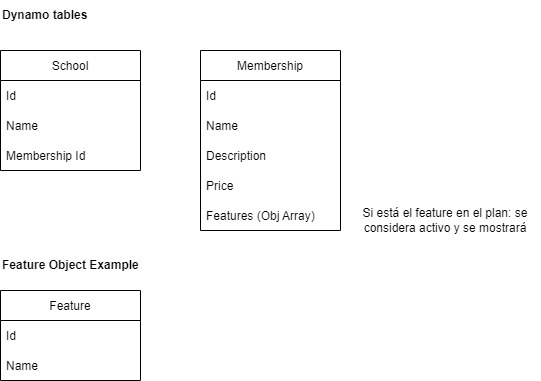 Dynamo tables
School
Id
Name
Membership Id
Membership
Id
Name
Description
Price
Features (Obj Array)
Si está el feature en el plan: se
considera activo y se mostrará
Feature Object Example
Feature
Id
Name